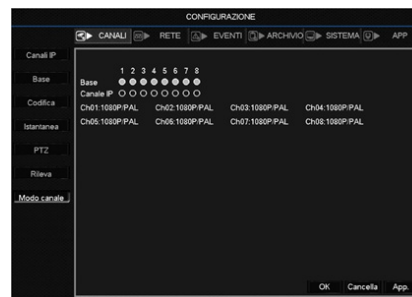 CONFIGURAZIONE
CANALI RETE EVENTI ARCHIVIO SISTEMA APP
Canali IP
Base
Codifica
Istantanea
PTZ
Rileva
Modo canale
1 2 3 4 5 6 7 8
Base
Canale IP
Ch01:1080P/PAL Ch02:1080P/PAL Ch03:1080P/PAL Ch04:1080P/PAL
Ch05:1080P/PAL Ch06:1080P/PAL Ch07:1080P/PAL Ch08:1080P/PAL
OK Cancella App.